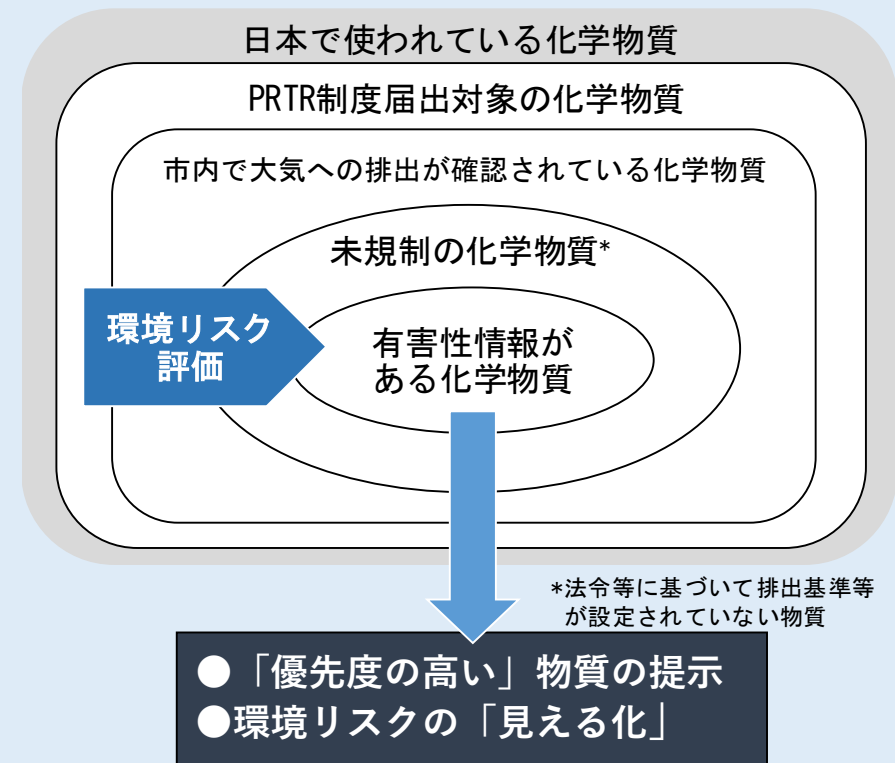 日本で使われている化学物質
PRTR制度届出対象の化学物質
市内で大気への排出が確認されている化学物質
未規制の化学物質*
環境リスク
評価
有害性情報が
ある化学物質
*法令等に基づいて排出基準等
が設定されていない物質
●「優先度の高い」物質の提示
●環境リスクの「見える化」